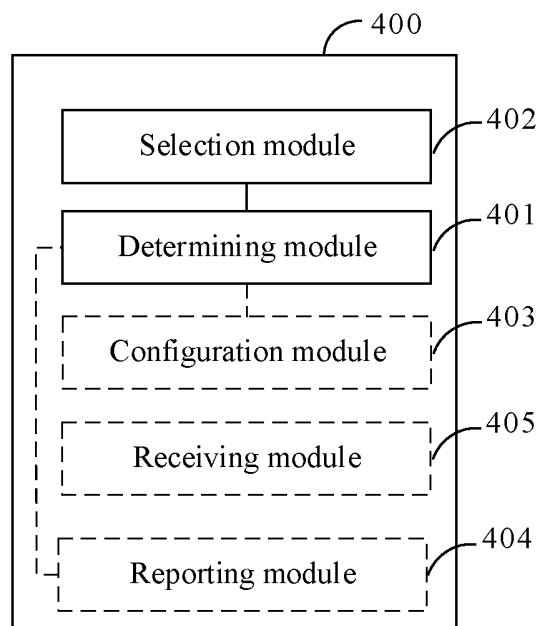 400
Selection module
402
Determining module
401
Configuration module
403
Receiving module
405
Reporting module
404